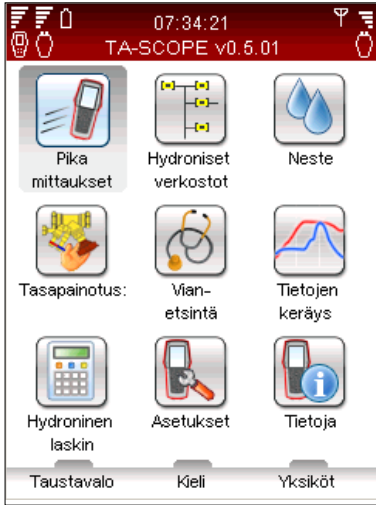 07:34:21
TA-SCOPE v0.5.01
Pika
mittaukset
Hydroniset
verkostot
Neste
Tasapainotus:
Vian-
etsintä
Tietojen
keräys
Hydroninen
laskin
Asetukset
Tietoja
Taustavalo Kieli Yksiköt